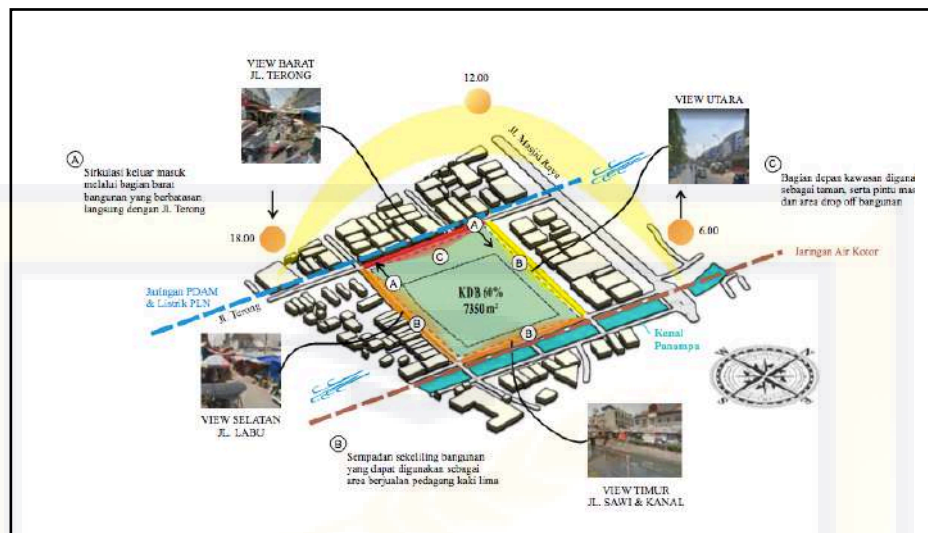 VIEW BARAT
JL. TERONG
12.00
VIEW UTARA
Jl. Masjid Raya
A
Sirkulasi keluar masuk
melalui bagian barat
bangunan yang berbatasan
langsung dengan Jl. Terong
C
Bagian depan kawasan diguna
sebagai taman, serta pintu mas
dan area drop off bangunan
18.00
6.00
A
C
B
A
Jaringan Air Kotor
Jaringan PDAM
& Listrik PLN
Jl. Terong
KDB 60%
7350 m²
B
B
B
Kanal
Panampu
VIEW SELATAN
JL. LABU
B
Sempadan sekeliling bangunan
yang dapat digunakan sebagai
area berjualan pedagang kaki lima
VIEW TIMUR
JL. SAWI & KANAL